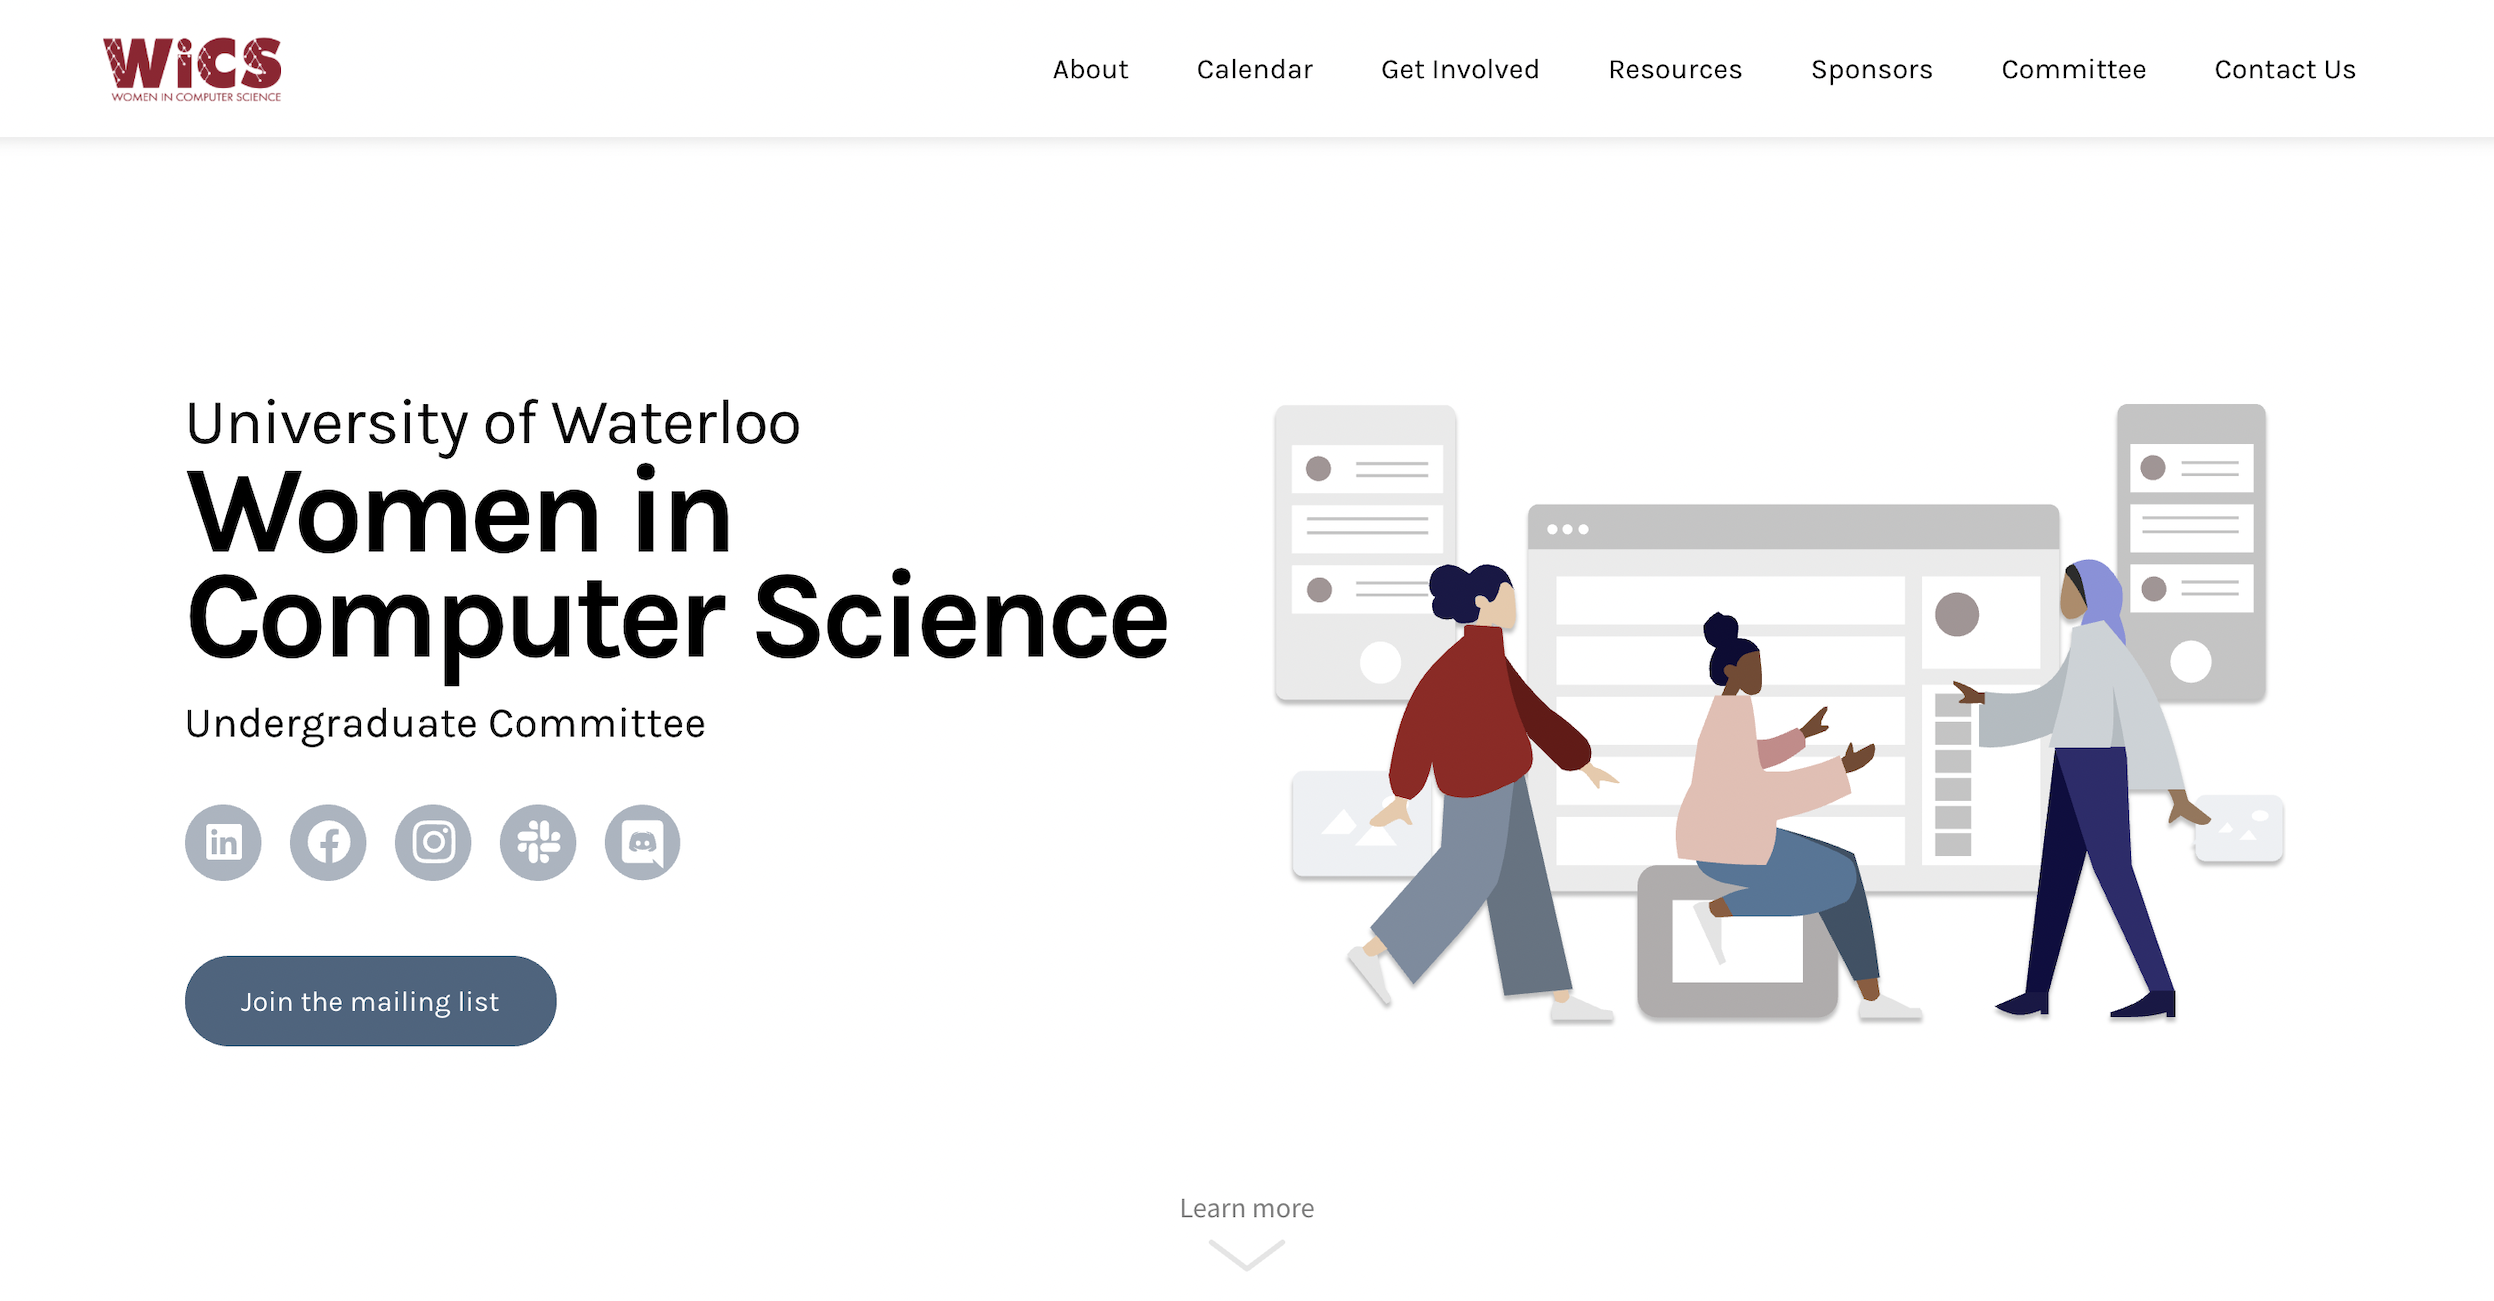 WiCS
WOMEN IN COMPUTER SCIENCE
About Calendar Get Involved Resources Sponsors Committee Contact Us
University of Waterloo
Women in
Computer Science
Undergraduate Committee
in
Join the mailing list
Learn more